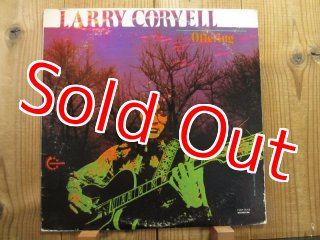 LARRY CORYELL
Offering
Sold Out